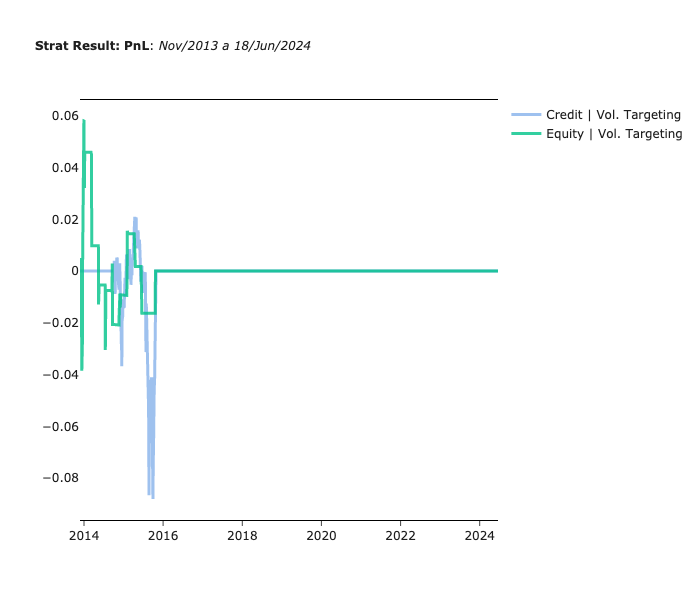 Strat Result: PnL: Nov/2013 a 18/Jun/2024
Credit | Vol. Targeting
Equity | Vol. Targeting
0.06
0.04
0.02
0
−0.02
−0.04
−0.06
−0.08
2014 2016 2018 2020 2022 2024